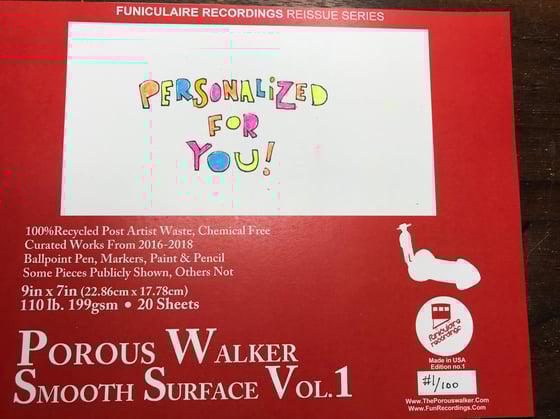 FUNICULAIRE RECORDINGS REISSUE SERIES
PERSONALiZED
FOR
YOU!
100%Recycled Post Artist Waste, Chemical Free
Curated Works From 2016-2018
Ballpoint Pen, Markers, Paint & Pencil
Some Pieces Publicly Shown, Others Not
9in x 7in (22.86cm x 17.78cm)
110 lb. 199gsm • 20 Sheets
POROUS WALKER
SMOOTH SURFACE VOL.1
funiculaire
recordings
Made in USA
Edition no.1
#1/100
www.ThePorouswalker.Com
www.FunRecordings.Com